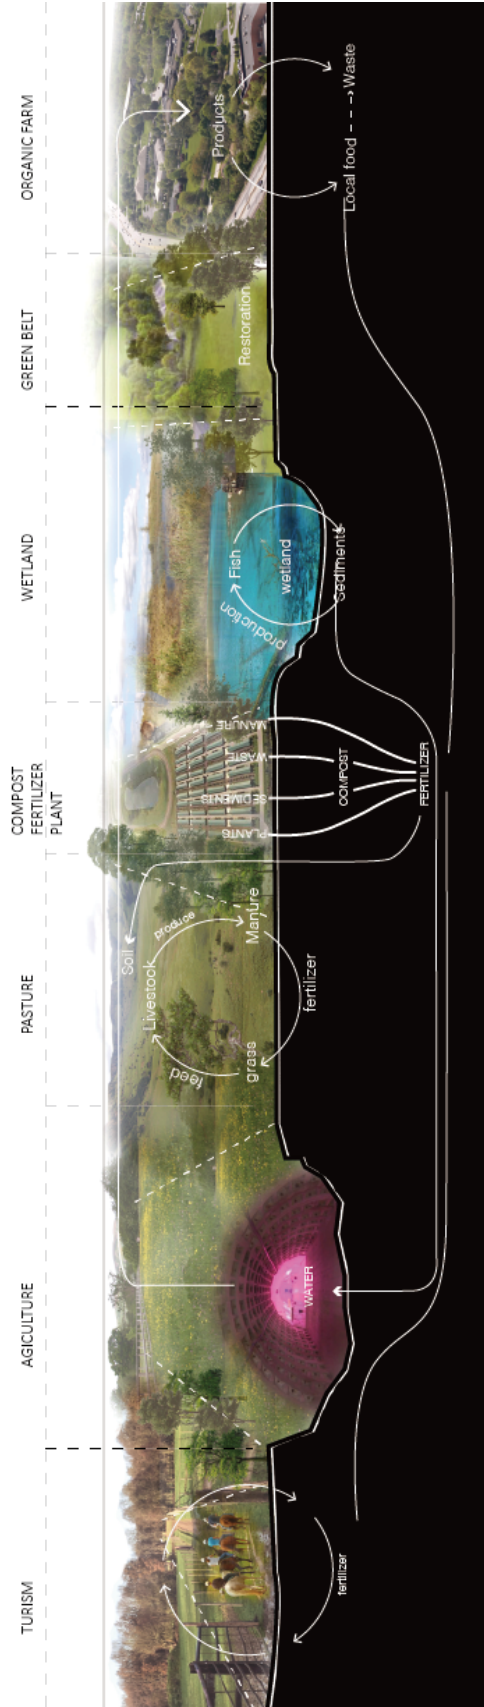 TURISM
AGICULTURE
PASTURE
COMPOST
FERTILIZER
PLANT
WETLAND
GREEN BELT
ORGANIC FARM
fertilizer
WATER
Soil
Livestock
produce
Manure
feed
grass
fertilizer
PLANTS
SEDIMENTS
WASTE
MANURE
COMPOST
FERTILIZER
Fish
production
wetland
Sediments
Restoration
Products
Local food
Waste